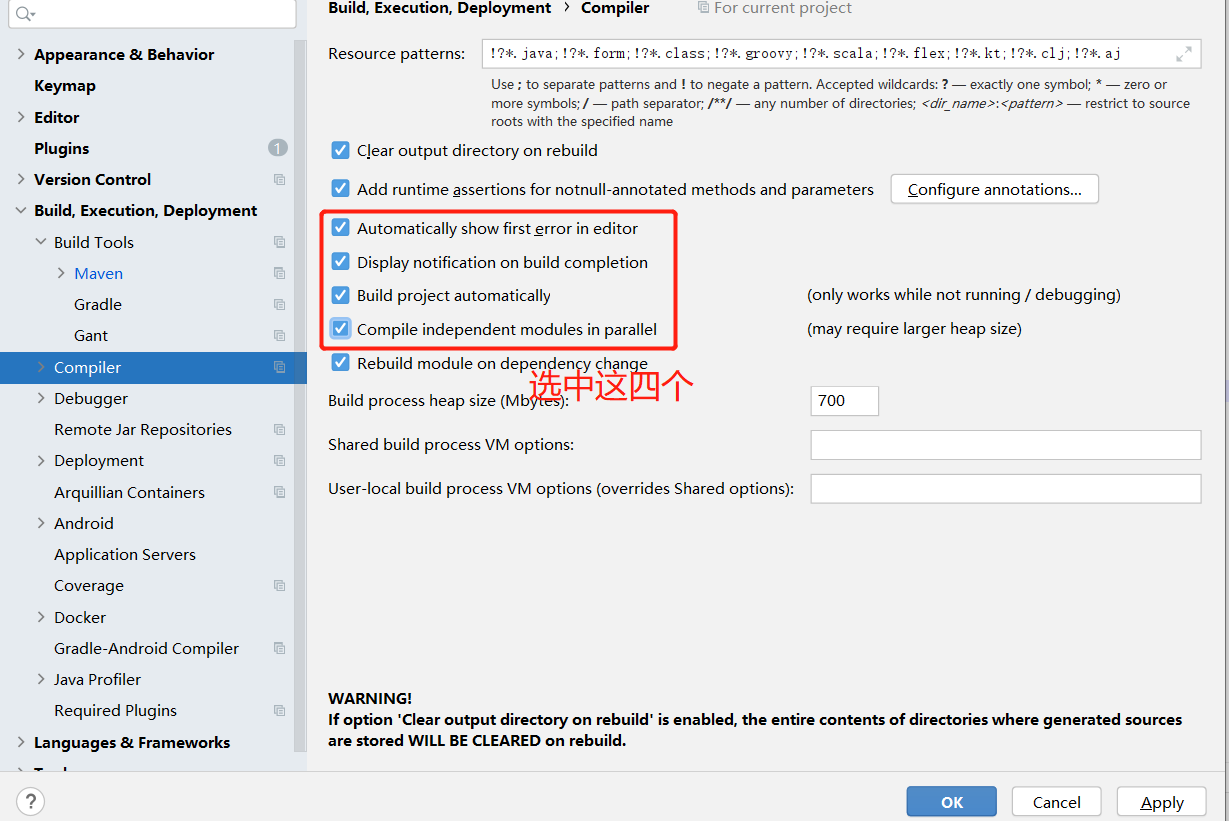 Build, Execution, Deployment › Compiler For current project
Appearance & Behavior
Keymap
Editor
Plugins 1
Version Control
Build, Execution, Deployment
Build Tools
Maven
Gradle
Gant
Compiler
Debugger
Remote Jar Repositories
Deployment
Arquillian Containers
Android
Application Servers
Coverage
Docker
Gradle-Android Compiler
Java Profiler
Required Plugins
Languages & Frameworks
Resource patterns: !?*.java;!?*.form;!?*.class;!?*.groovy;!?*.scala;!?*.flex;!?*.kt;!?*.clj;!?*.aj
Use ; to separate patterns and ! to negate a pattern. Accepted wildcards: ? — exactly one symbol; * — zero or
more symbols; / — path separator; /**/ — any number of directories; <dir_name>:<pattern> — restrict to source
roots with the specified name
Clear output directory on rebuild
Add runtime assertions for notnull-annotated methods and parameters Configure annotations...
Automatically show first error in editor
Display notification on build completion
Build project automatically (only works while not running / debugging)
Compile independent modules in parallel (may require larger heap size)
Rebuild module on dependency change
选中这四个
Build process heap size (Mbytes): 700
Shared build process VM options:
User-local build process VM options (overrides Shared options):
WARNING!
If option 'Clear output directory on rebuild' is enabled, the entire contents of directories where generated sources
are stored WILL BE CLEARED on rebuild.
? OK Cancel Apply